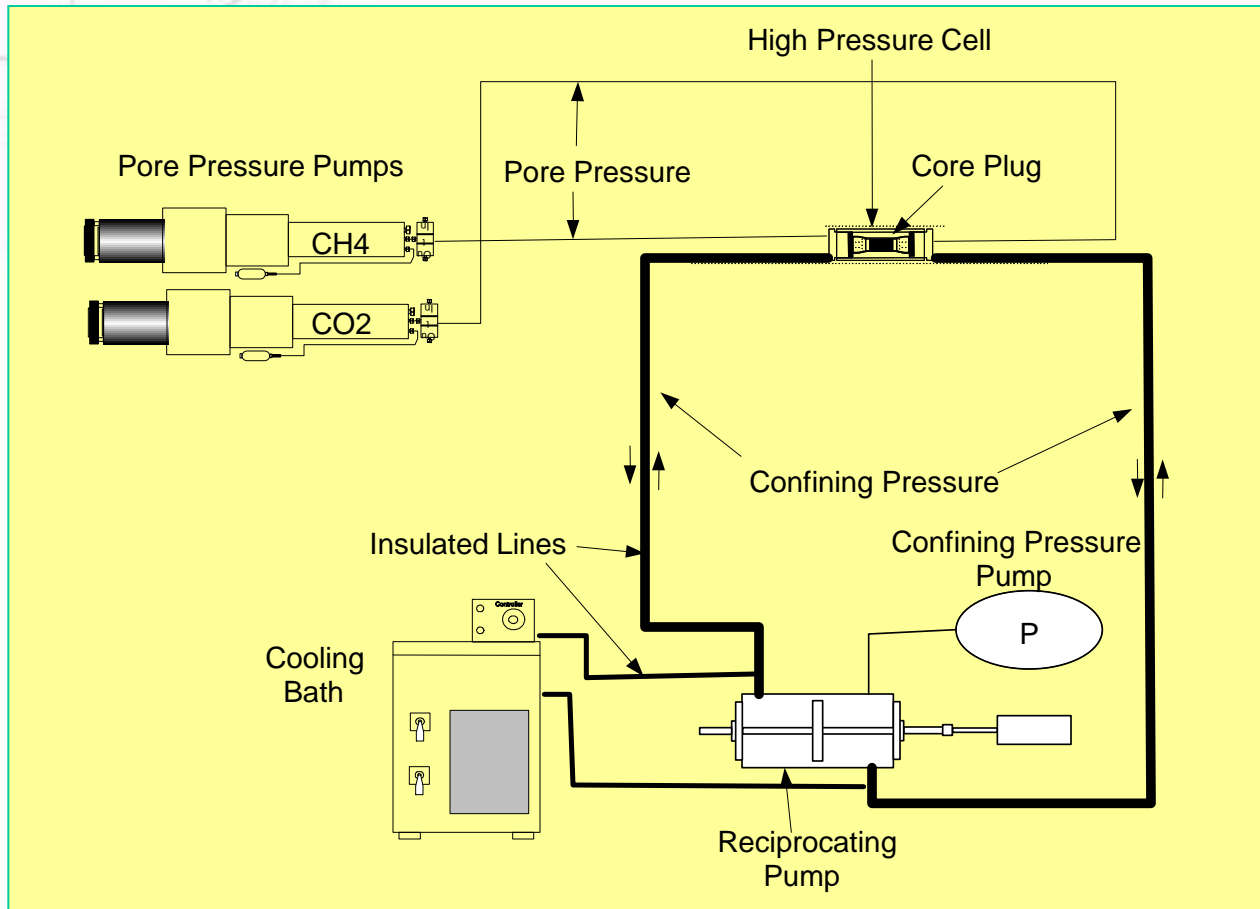 High Pressure Cell
Pore Pressure Pumps
Pore Pressure
Core Plug
CH4
CO2
Confining Pressure
Insulated Lines
Confining Pressure
Pump
P
Controller
Cooling
Bath
Reciprocating
Pump